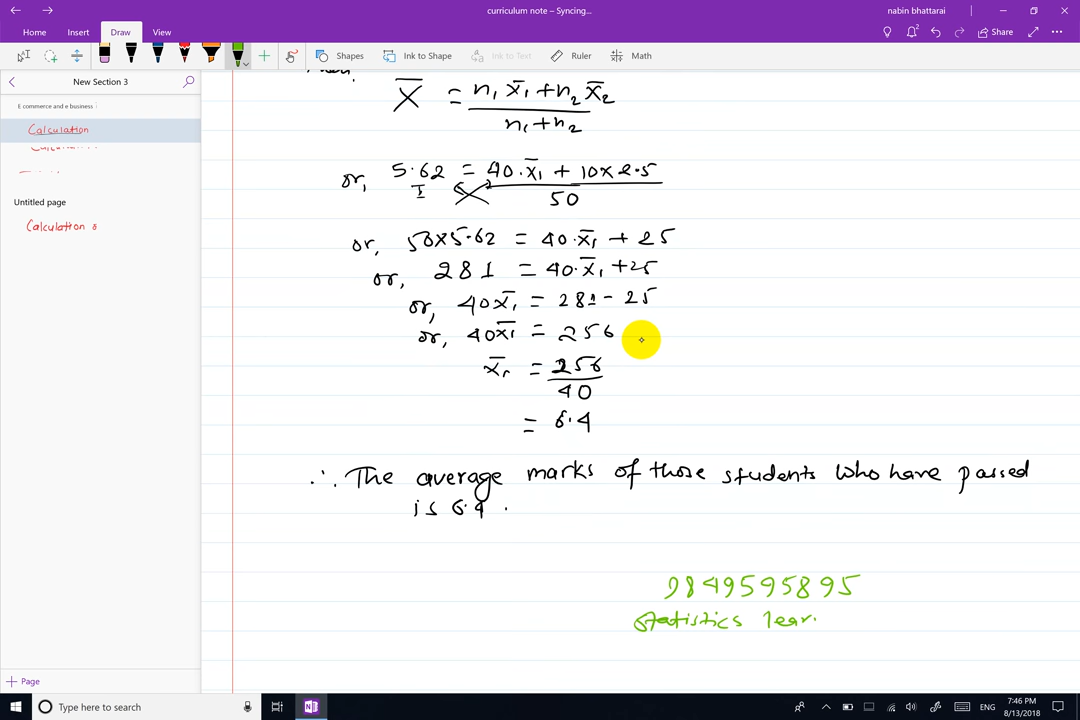 curriculum note – Syncing...
nabin bhattarai
Home Insert Draw View
Share
Shapes Ink to Shape Ink to Text Ruler Math
New Section 3
E commerce and e business
Calculation
Untitled page
Calculation
X̅ = n₁ x̅₁ + n₂ x̅₂
n₁ + n₂
or, 5.62 = 40.x̅₁ + 10×2.5
I
50
or, 50×5.62 = 40.x̅₁ + 25
or, 281 = 40.x̅₁ + 25
or, 40x̅₁ = 281 - 25
or, 40x̅₁ = 256
x̅₁ = 256
40
= 6.4
∴ The average marks of those students who have passed
is 6.4 .
9849595895
statistics lear.
+ Page
Type here to search
ENG
7:46 PM
8/13/2018